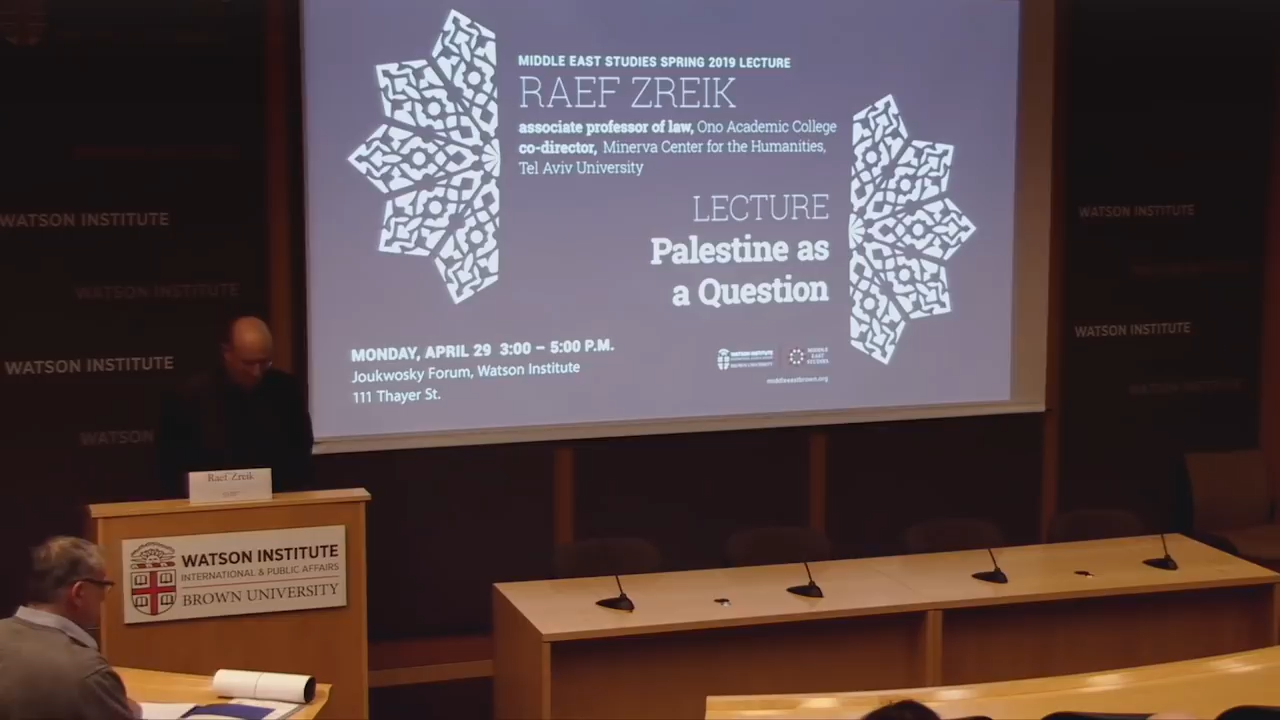 MIDDLE EAST STUDIES SPRING 2019 LECTURE
RAEF ZREIK
associate professor of law, Ono Academic College
co-director, Minerva Center for the Humanities,
Tel Aviv University
LECTURE
Palestine as
a Question
MONDAY, APRIL 29 3:00 – 5:00 P.M.
Joukwosky Forum, Watson Institute
111 Thayer St.
WATSON INSTITUTE
BROWN UNIVERSITY
MIDDLE
EAST
STUDIES
middleeastbrown.org
WATSON INSTITUTE
WATSON INSTITUTE
WATSON INSTITUTE
WATSON
WATSON INSTITUTE
WATSON INSTITUTE
Raef Zreik
WATSON INSTITUTE
INTERNATIONAL & PUBLIC AFFAIRS
BROWN UNIVERSITY